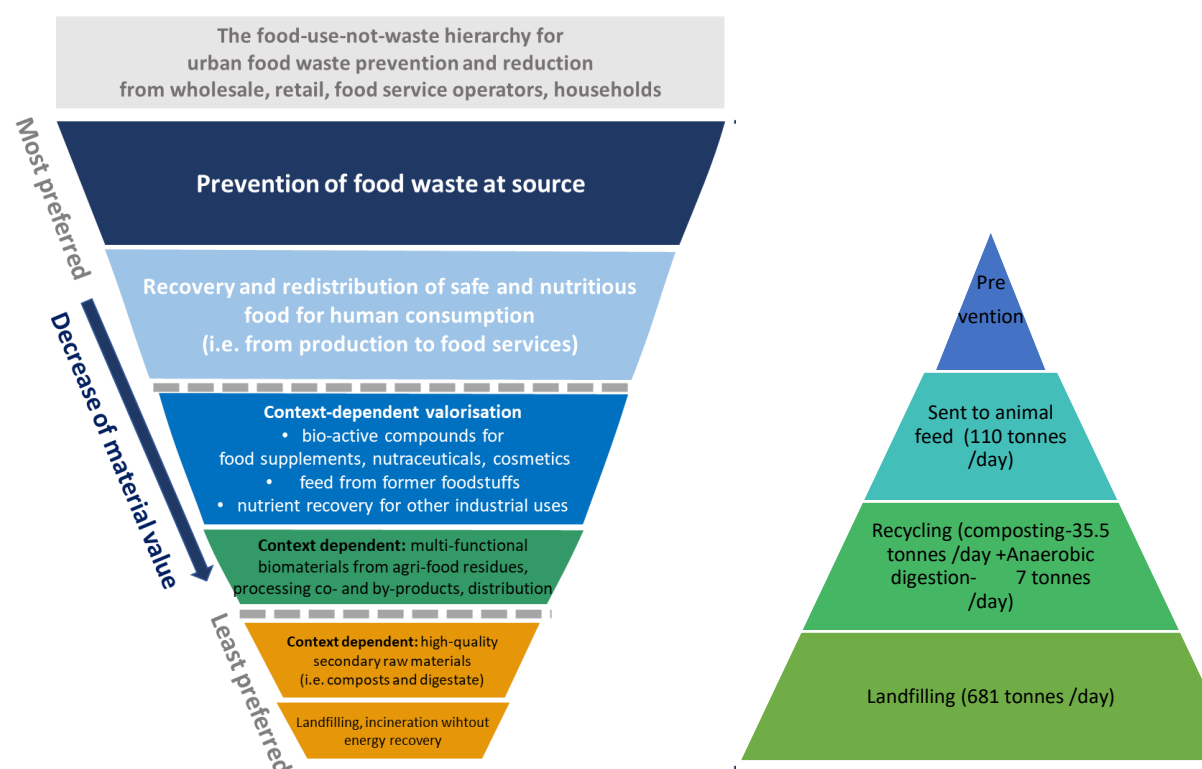 The food-use-not-waste hierarchy for
urban food waste prevention and reduction
from wholesale, retail, food service operators, households
Most preferred
Decrease of material value
Least preferred
Prevention of food waste at source
Recovery and redistribution of safe and nutritious
food for human consumption
(i.e. from production to food services)
Context-dependent valorisation
• bio-active compounds for
food supplements, nutraceuticals, cosmetics
• feed from former foodstuffs
• nutrient recovery for other industrial uses
Context dependent: multi-functional
biomaterials from agri-food residues,
processing co- and by-products, distribution
Context dependent: high-quality
secondary raw materials
(i.e. composts and digestate)
Landfilling, incineration wihtout
energy recovery
Pre
vention
Sent to animal
feed (110 tonnes
/day)
Recycling (composting-35.5
tonnes /day +Anaerobic
digestion- 7 tonnes
/day)
Landfilling (681 tonnes /day)